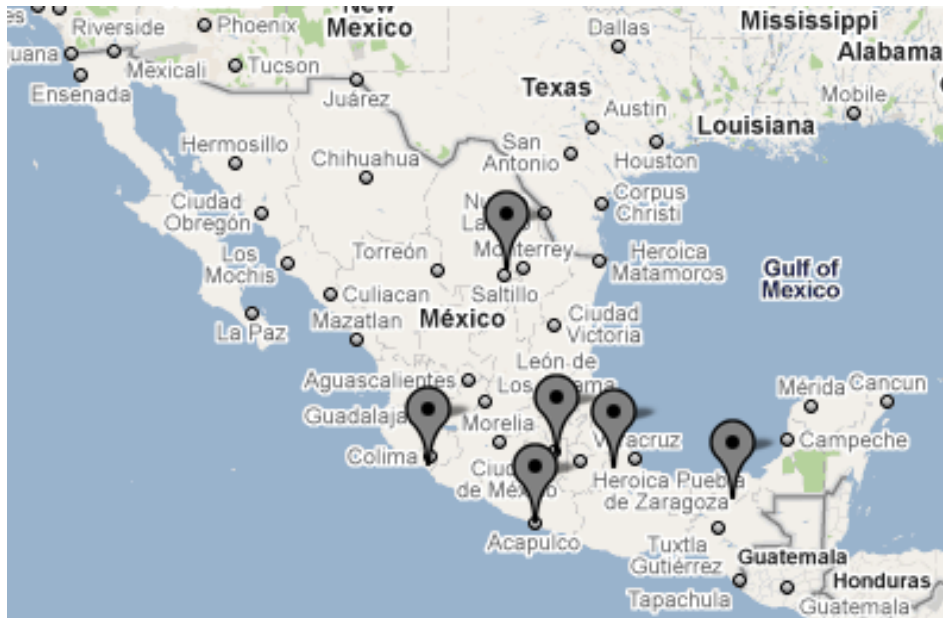 New
Mexico
Mississippi
Riverside
Phoenix
Dallas
Alabama
Mexicali
Tucson
Ensenada
Juárez
Texas
Mobile
Austin
Louisiana
Hermosillo
San
Antonio
Houston
Chihuahua
Ciudad
Obregón
Corpus
Christi
Los
Mochis
Torreón
Monterrey
Heroica
Matamoros
Gulf of
Mexico
Culiacan
Saltillo
La Paz
Mazatlan
México
Ciudad
Victoria
León de
Los
Aguascalientes
Mérida
Cancun
Morelia
Veracruz
Campeche
Colima
de México
Heroica Puebla
de Zaragoza
Acapulco
Tuxtla
Gutiérrez
Guatemala
Honduras
Tapachula
Guatemala